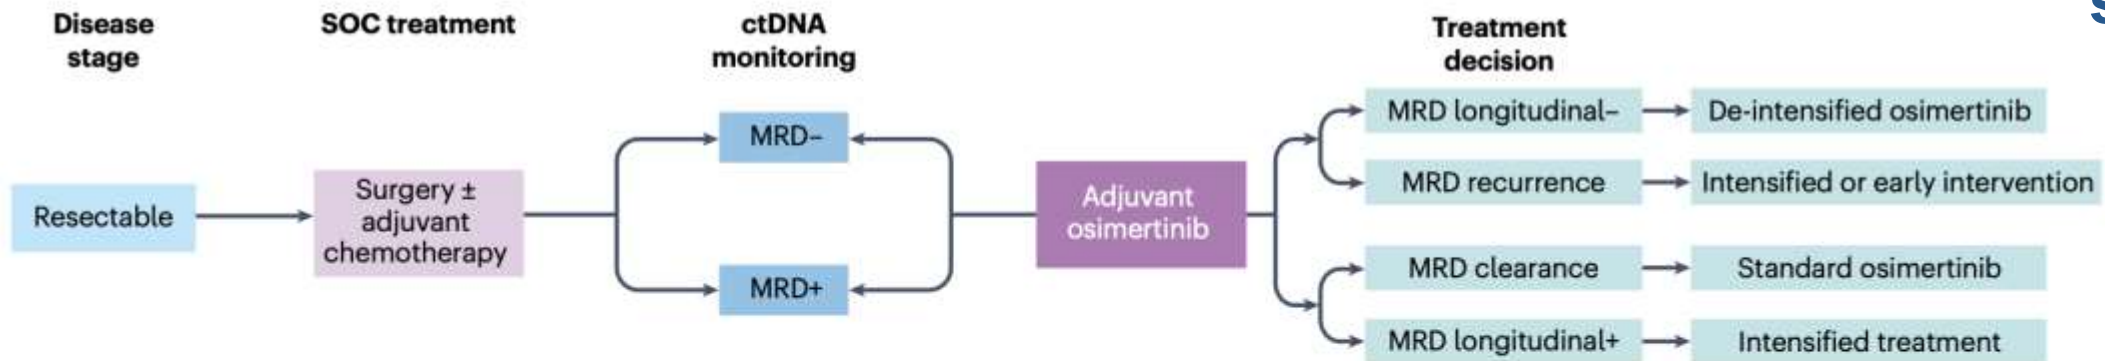 Disease
stage
SOC treatment
ctDNA
monitoring
Treatment
decision
Resectable
Surgery ±
adjuvant
chemotherapy
MRD−
MRD+
Adjuvant
osimertinib
MRD longitudinal−
De-intensified osimertinib
MRD recurrence
Intensified or early intervention
MRD clearance
Standard osimertinib
MRD longitudinal+
Intensified treatment